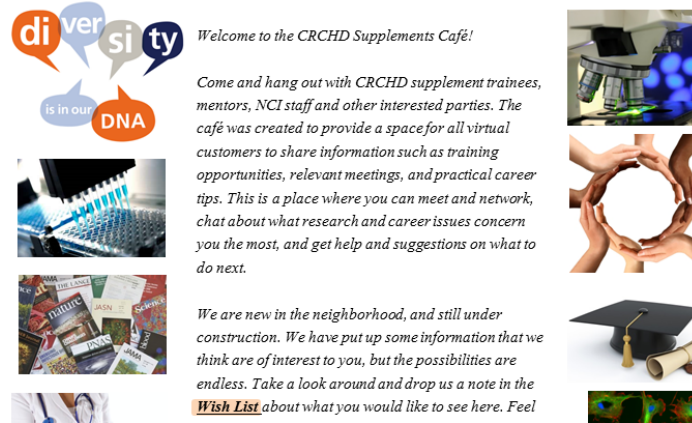 di ver si ty
is in our DNA
Welcome to the CRCHD Supplements Café!
Come and hang out with CRCHD supplement trainees,
mentors, NCI staff and other interested parties. The
café was created to provide a space for all virtual
customers to share information such as training
opportunities, relevant meetings, and practical career
tips. This is a place where you can meet and network,
chat about what research and career issues concern
you the most, and get help and suggestions on what to
do next.
We are new in the neighborhood, and still under
construction. We have put up some information that we
think are of interest to you, but the possibilities are
endless. Take a look around and drop us a note in the
Wish List about what you would like to see here. Feel
THE LANCE
nature
JASN
Science
PNAS
JAMA
blood